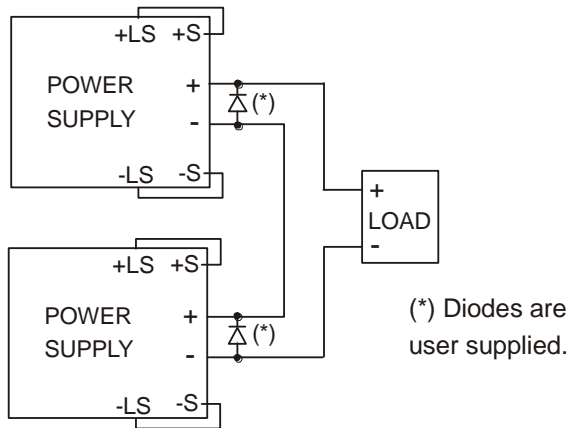 +LS +S
POWER
SUPPLY
+
-
(*)
-LS -S
+
LOAD
-
+LS +S
POWER
SUPPLY
+
-
(*)
-LS -S
(*) Diodes are
user supplied.